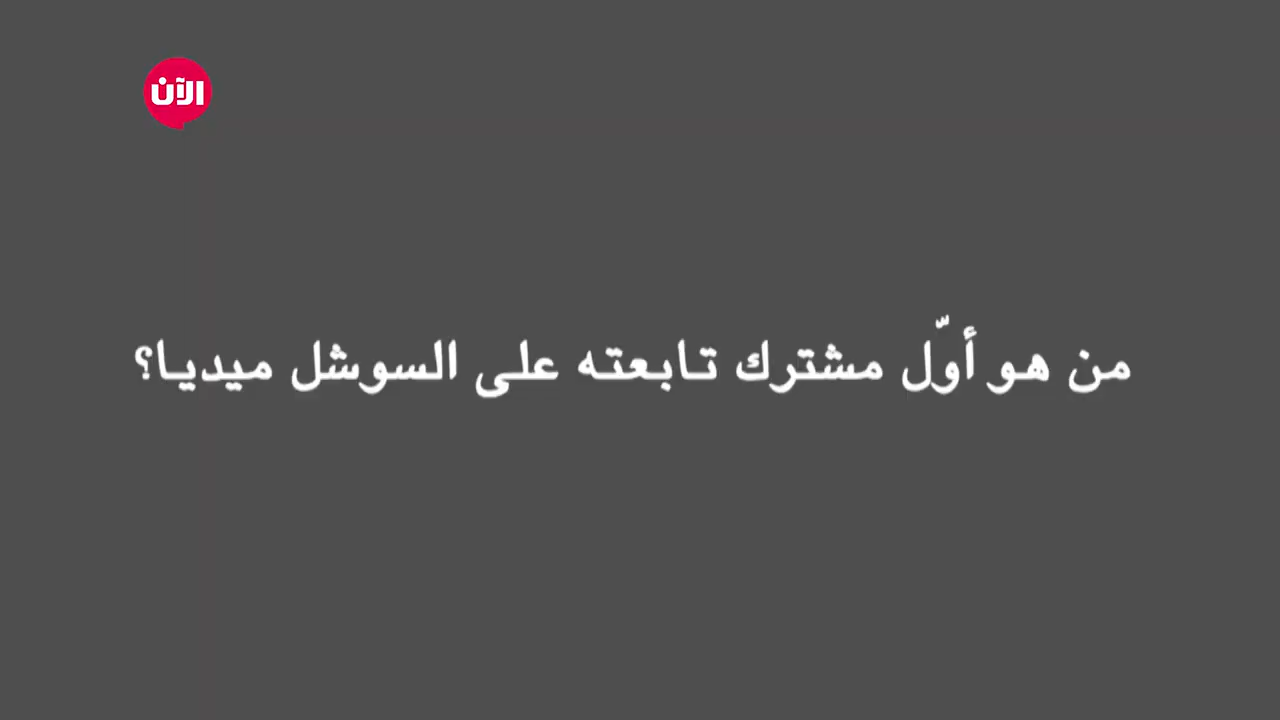 الآن
من هو أوّل مشترك تابعته على السوشل ميديا؟